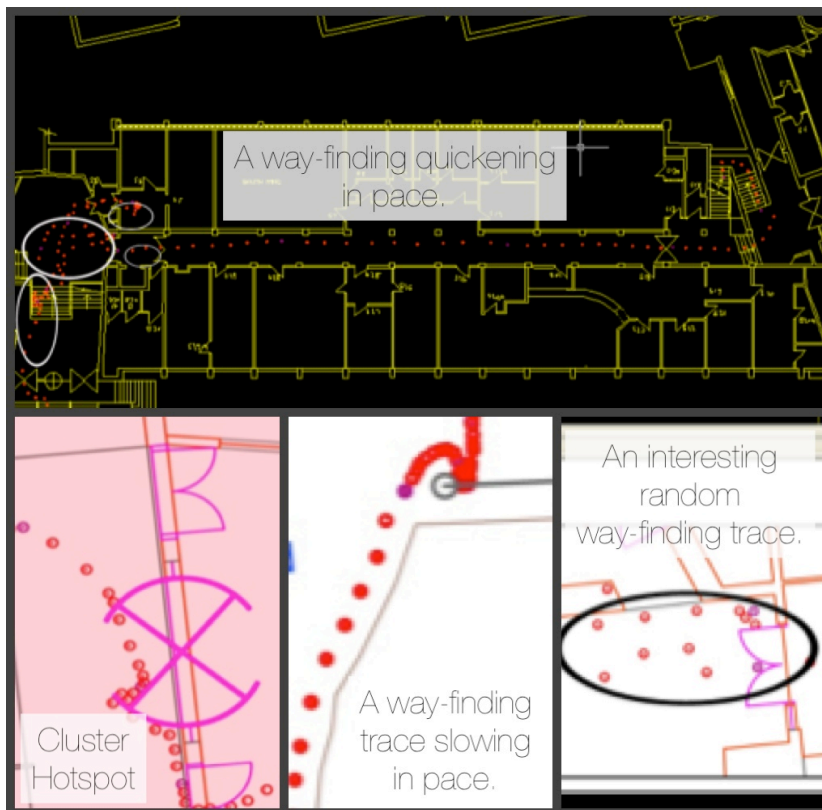 A way-finding quickening
in pace.
Cluster
Hotspot
A way-finding
trace slowing
in pace.
An interesting
random
way-finding trace.